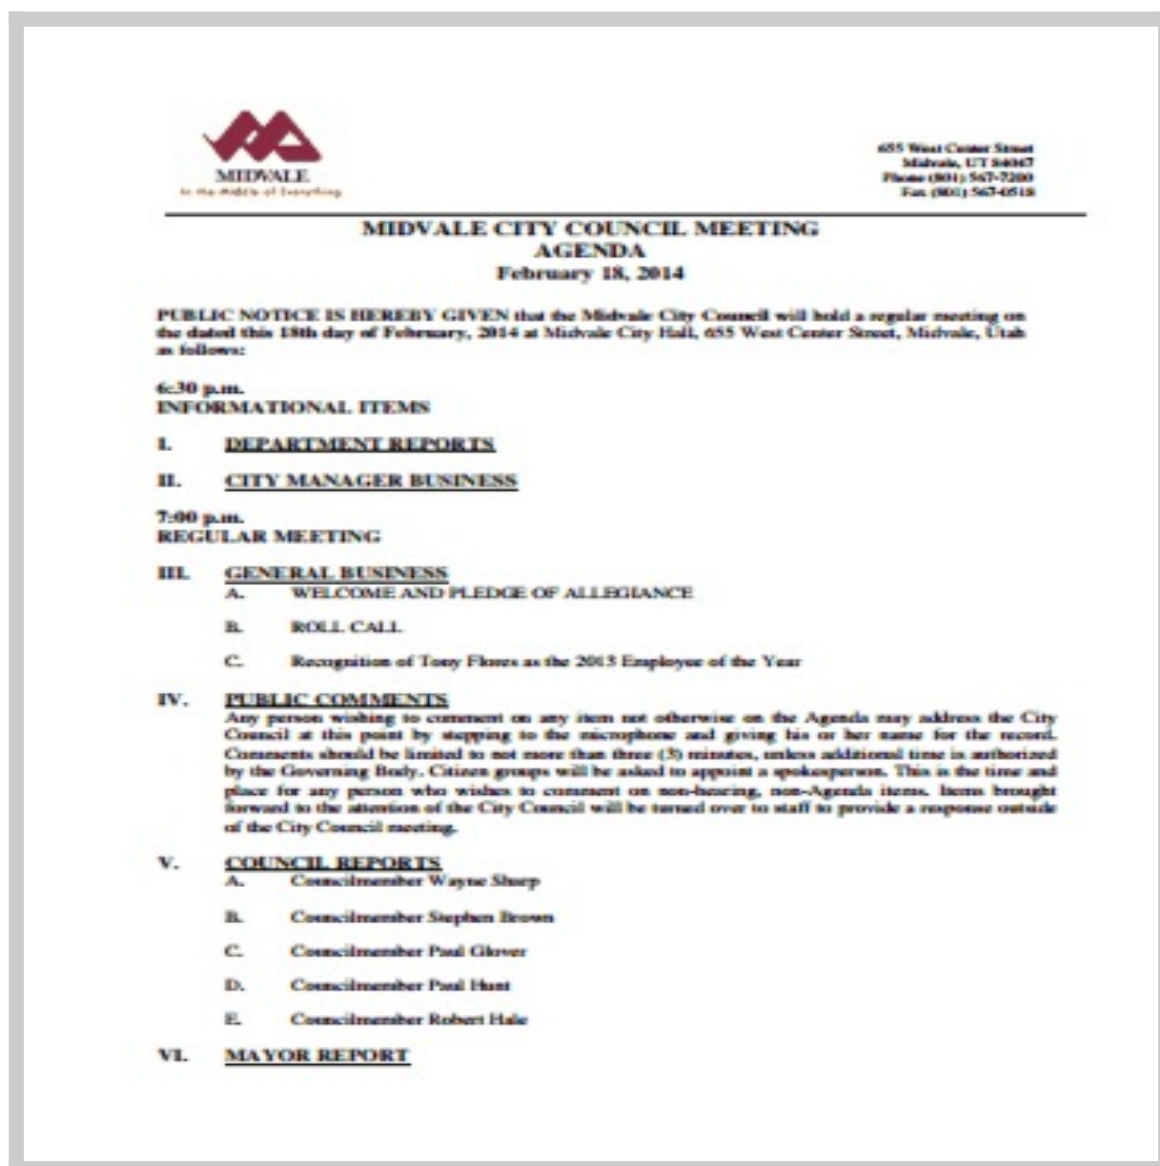 MIDVALE
In the Middle of Everything
655 West Center Street
Midvale, UT 84047
Phone (801) 567-7200
Fax (801) 567-0518
MIDVALE CITY COUNCIL MEETING
AGENDA
February 18, 2014
PUBLIC NOTICE IS HEREBY GIVEN that the Midvale City Council will hold a regular meeting on
the dated this 18th day of February, 2014 at Midvale City Hall, 655 West Center Street, Midvale, Utah
as follows:
6:30 p.m.
INFORMATIONAL ITEMS
I. DEPARTMENT REPORTS
II. CITY MANAGER BUSINESS
7:00 p.m.
REGULAR MEETING
III. GENERAL BUSINESS
A. WELCOME AND PLEDGE OF ALLEGIANCE
B. ROLL CALL
C. Recognition of Tony Flores as the 2013 Employee of the Year
IV. PUBLIC COMMENTS
Any person wishing to comment on any item not otherwise on the Agenda may address the City
Council at this point by stepping to the microphone and giving his or her name for the record.
Comments should be limited to not more than three (3) minutes, unless additional time is authorized
by the Governing Body. Citizen groups will be asked to appoint a spokesperson. This is the time and
place for any person who wishes to comment on non-hearing, non-Agenda items. Items brought
forward to the attention of the City Council will be turned over to staff to provide a response outside
of the City Council meeting.
V. COUNCIL REPORTS
A. Councilmember Wayne Sharp
B. Councilmember Stephen Brown
C. Councilmember Paul Glover
D. Councilmember Paul Hunt
E. Councilmember Robert Hale
VI. MAYOR REPORT